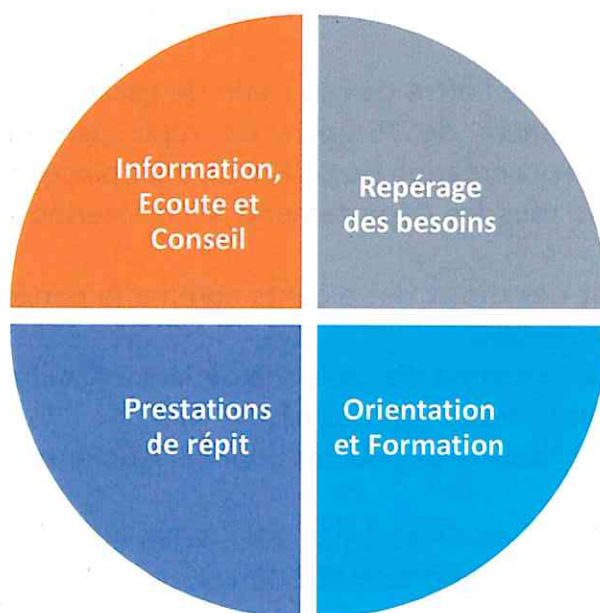 Information,
Ecoute et
Conseil
Repérage
des besoins
Prestations
de répit
Orientation
et Formation